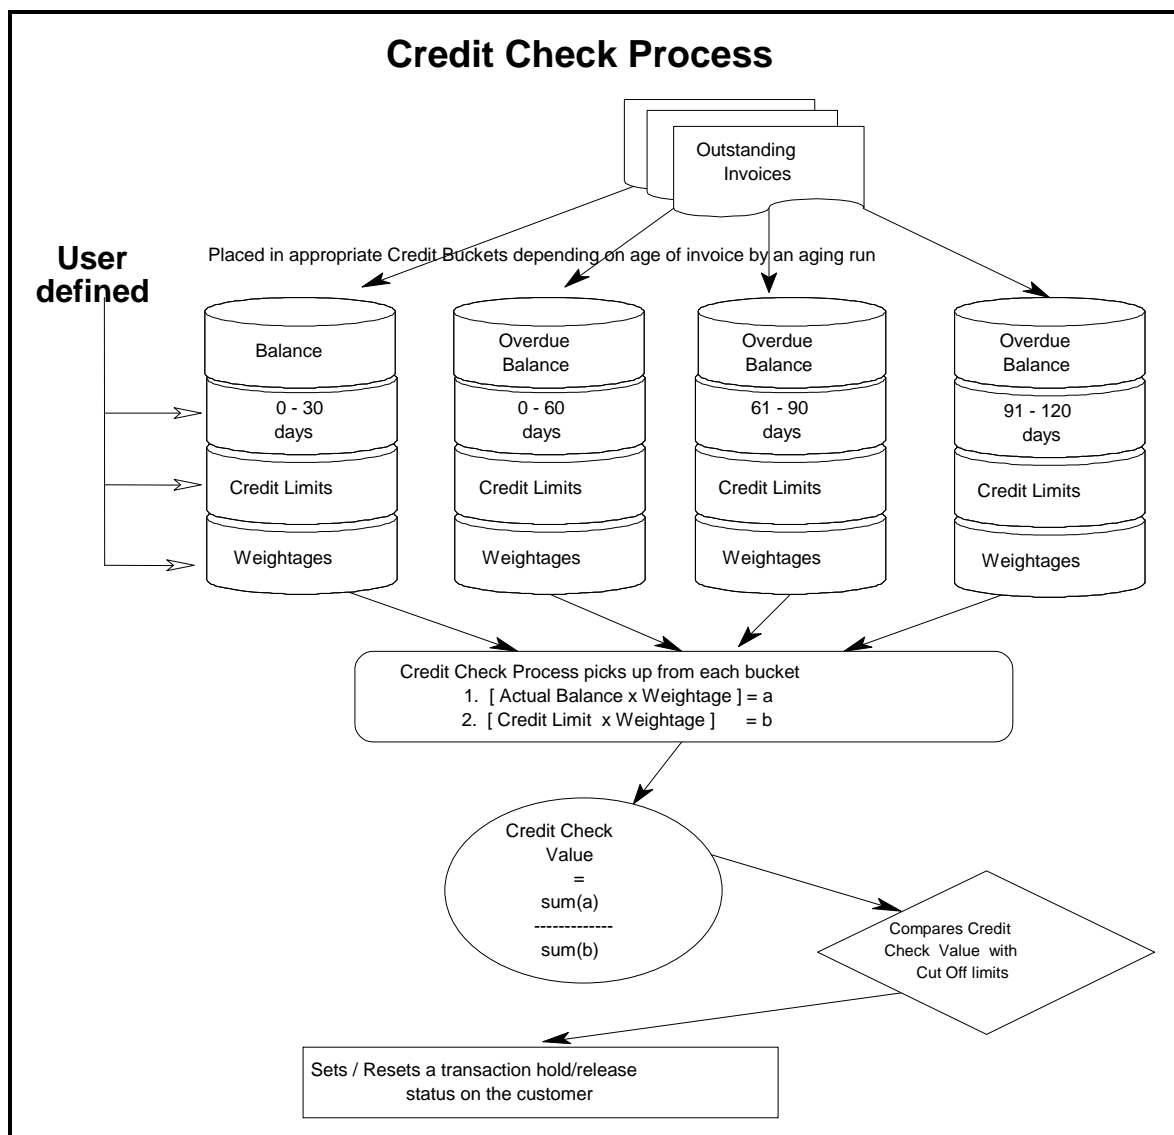 Credit Check Process
Outstanding
Invoices
Placed in appropriate Credit Buckets depending on age of invoice by an aging run
User
defined
Balance
0 - 30
days
Credit Limits
Weightages
Overdue
Balance
0 - 60
days
Credit Limits
Weightages
Overdue
Balance
61 - 90
days
Credit Limits
Weightages
Overdue
Balance
91 - 120
days
Credit Limits
Weightages
Credit Check Process picks up from each bucket
1. [ Actual Balance x Weightage ] = a
2. [ Credit Limit x Weightage ] = b
Credit Check
Value
=
sum(a)
-------------
sum(b)
Compares Credit
Check Value with
Cut Off limits
Sets / Resets a transaction hold/release
status on the customer